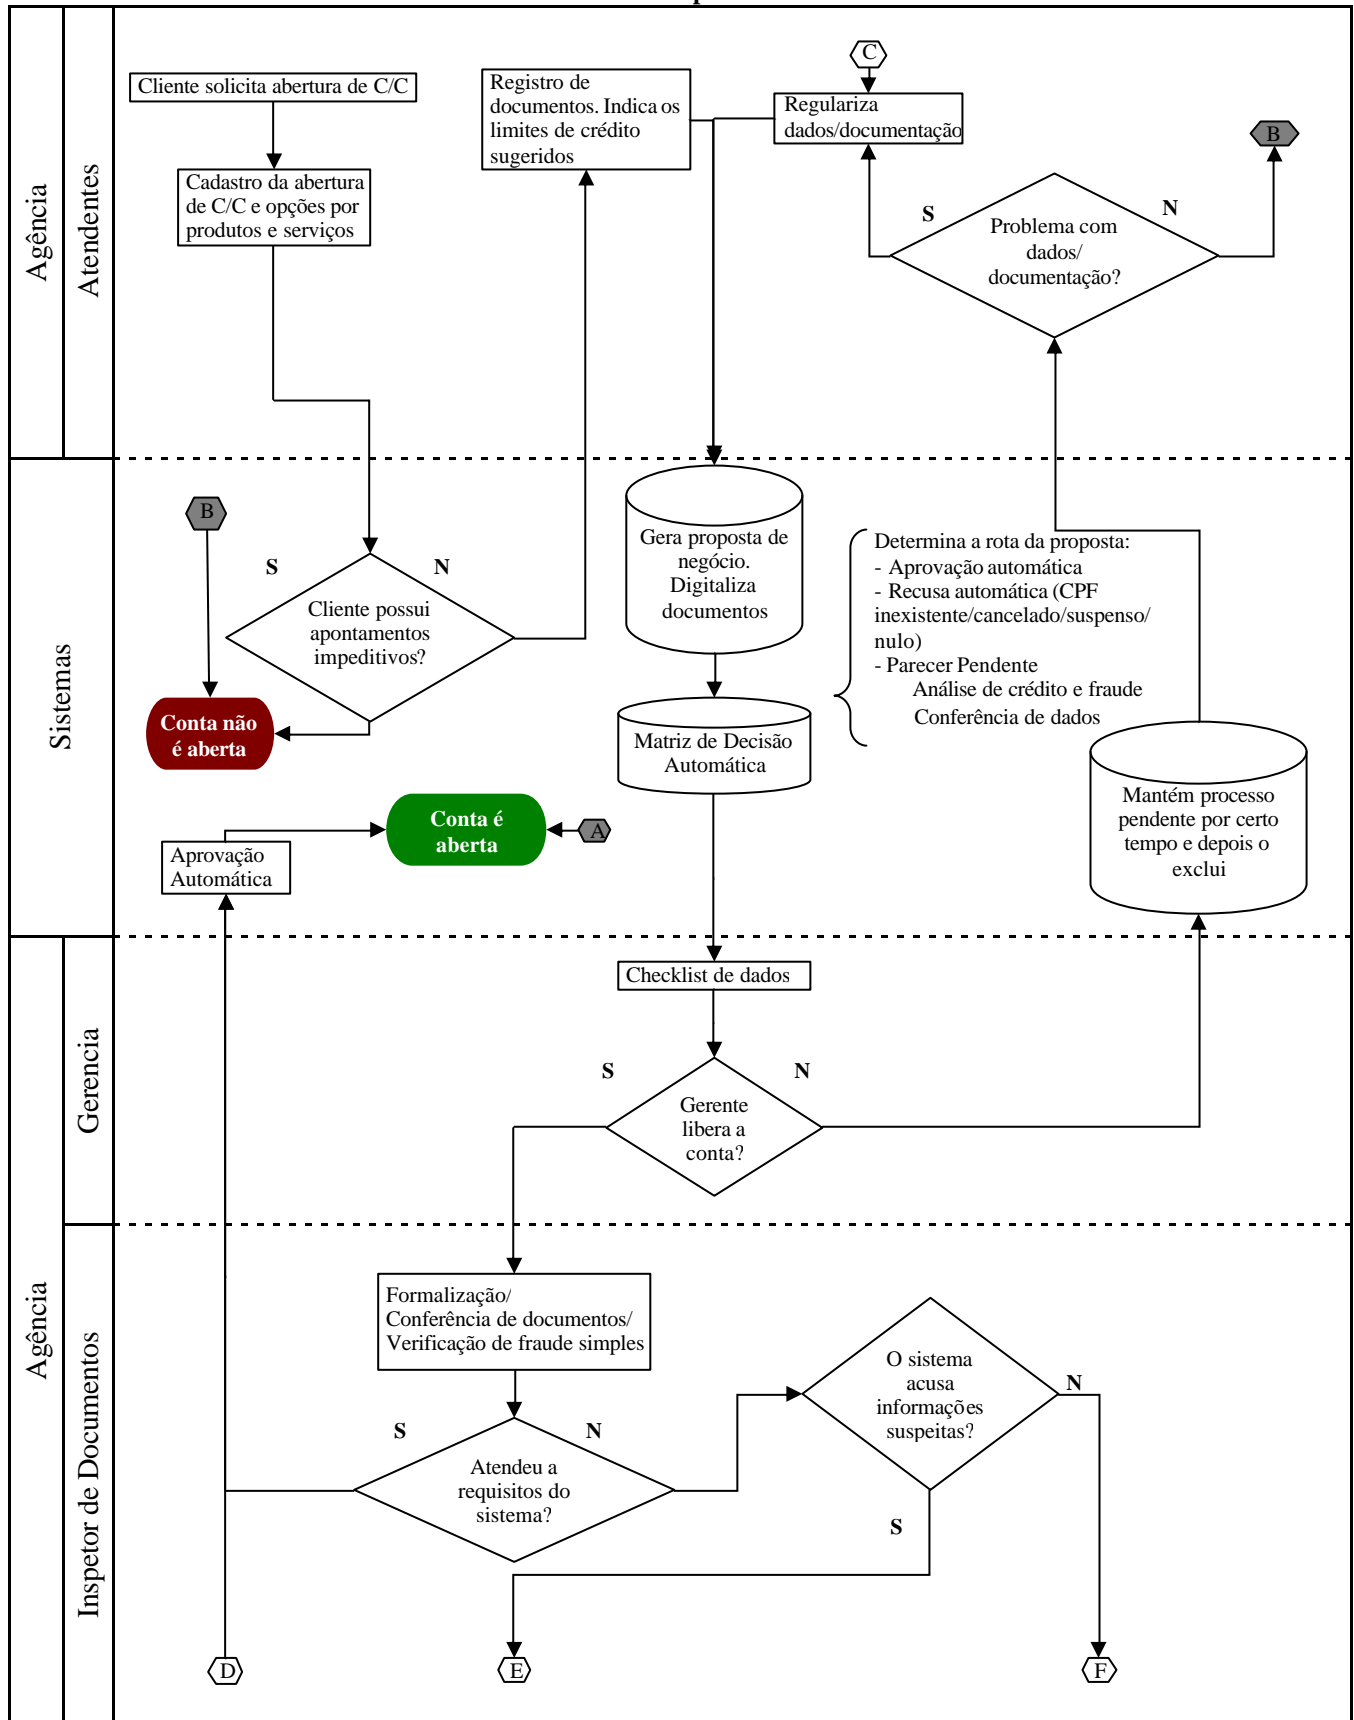 C
Cliente solicita abertura de C/C
Registro de
documentos. Indica os
limites de crédito
sugeridos
Regulariza
dados/documentação
B
Cadastro da abertura
de C/C e opções por
produtos e serviços
S
N
Problema com
dados/
documentação?
Agência
Atendentes
B
S
N
Cliente possui
apontamentos
impeditivos?
Gera proposta de
negócio.
Digitaliza
documentos
Determina a rota da proposta:
- Aprovação automática
- Recusa automática (CPF
inexistente/cancelado/suspenso/
nulo)
- Parecer Pendente
Análise de crédito e fraude
Conferência de dados
Sistemas
Conta não
é aberta
Matriz de Decisão
Automática
Mantém processo
pendente por certo
tempo e depois o
exclui
Conta é
aberta
A
Aprovação
Automática
Checklist de dados
Gerencia
S
N
Gerente
libera a
conta?
Agência
Inspetor de Documentos
Formalização/
Conferência de documentos/
Verificação de fraude simples
O sistema
acusa
informações
suspeitas?
N
S
N
Atendeu a
requisitos do
sistema?
S
D
E
F